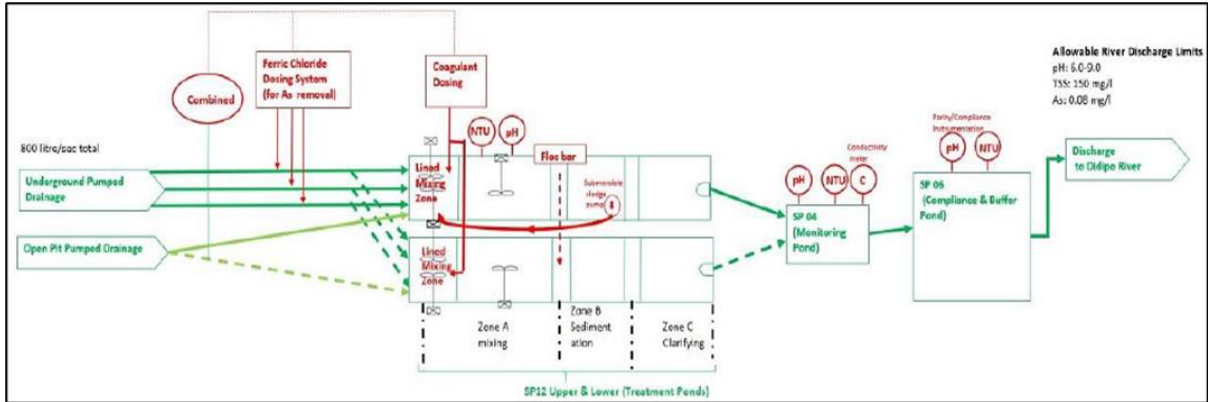 Combined
Ferric Chloride
Dosing System
(for As removal)
Coagulant
Dosing
800 litre/sec total
Underground Pumped
Drainage
Open Pit Pumped Drainage
Lined
Mixing
Zone
Lined
Mixing
Zone
NTU
pH
Floc bar
Submersible
sludge
pump
Zone A
mixing
Zone B
Sediment
ation
Zone C
Clarifying
SP12 Upper & Lower (Treatment Ponds)
Conductivity
meter
pH
NTU
C
SP 04
(Monitoring
Pond)
Parity/Compliance
Instrumentation
pH
NTU
SP 06
(Compliance & Buffer
Pond)
Allowable River Discharge Limits
pH: 6.0-9.0
TSS: 150 mg/l
As: 0.08 mg/l
Discharge
to Didipo River